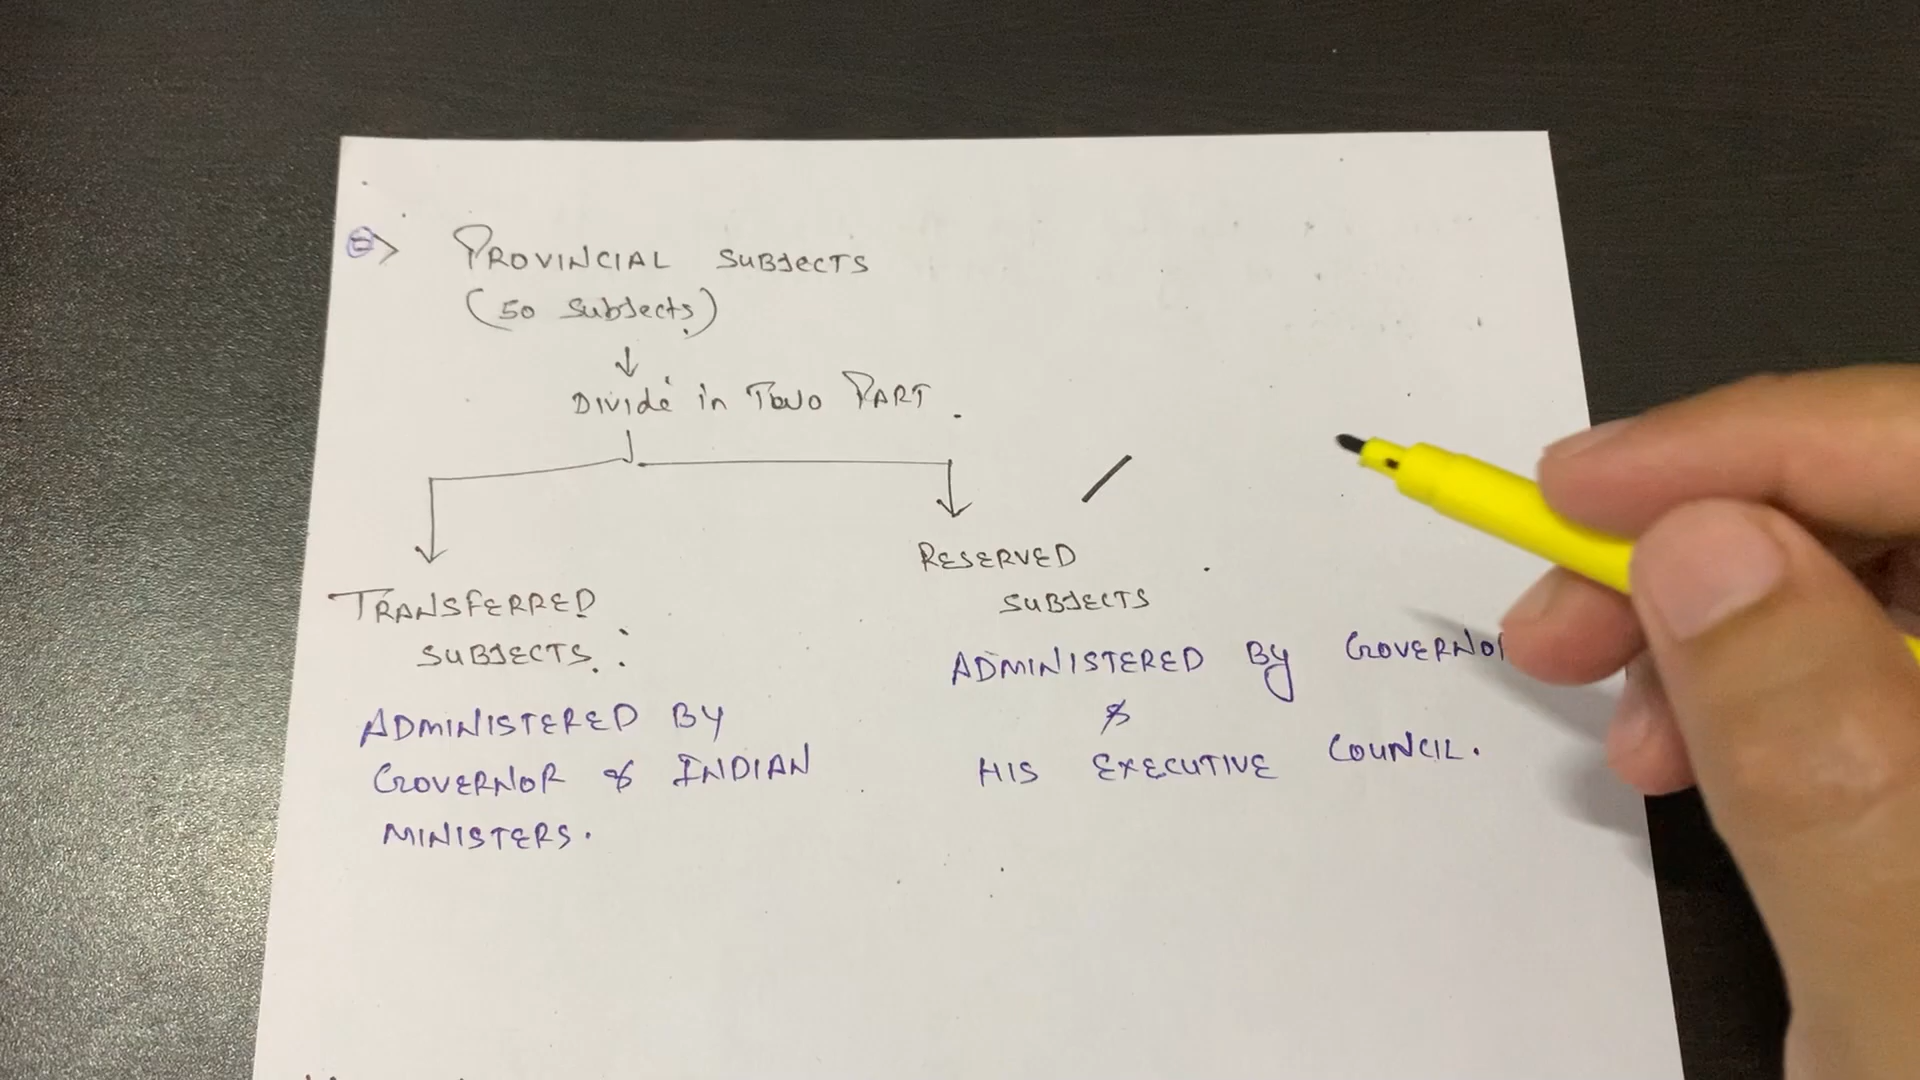 PROVINCIAL SUBJECTS
(50 Subjects)
Divide in Two PART.
TRANSFERRED
SUBJECTS.
ADMINISTERED BY
GOVERNOR & INDIAN
MINISTERS.
RESERVED
SUBJECTS
ADMINISTERED BY GOVERNOR
&
HIS EXECUTIVE COUNCIL.